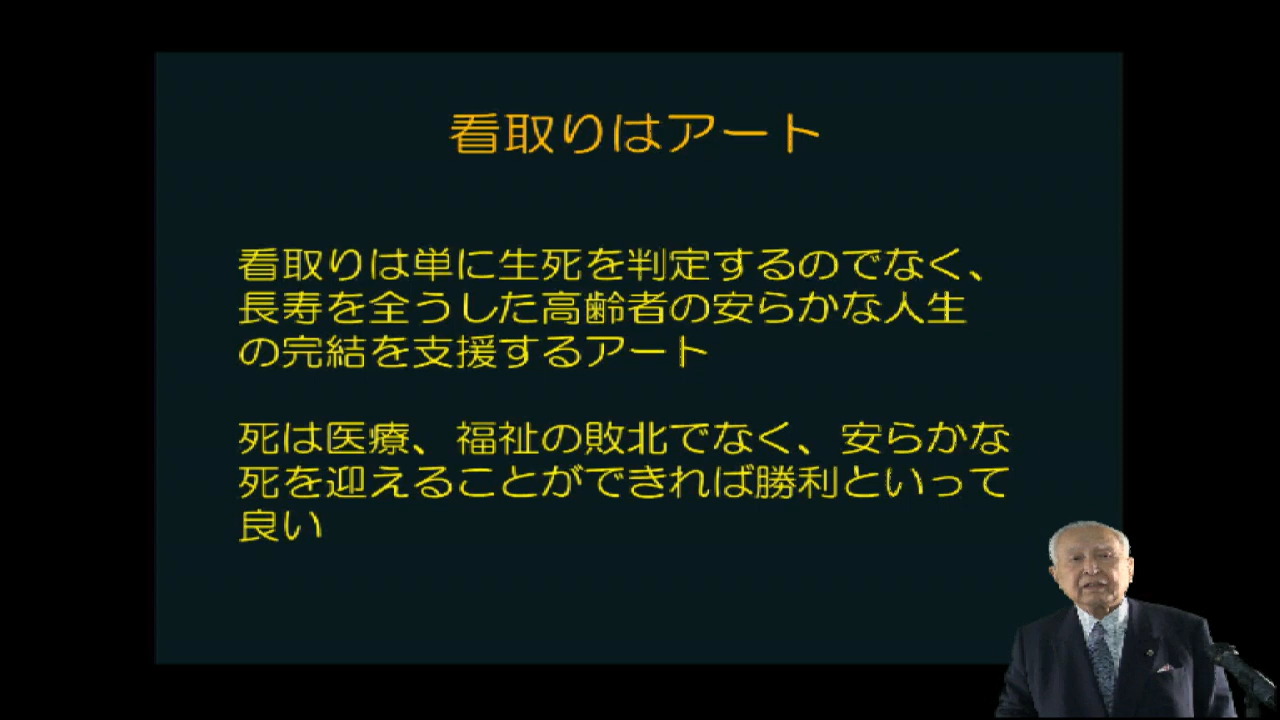 看取りはアート
看取りは単に生死を判定するのでなく、
長寿を全うした高齢者の安らかな人生
の完結を支援するアート
死は医療、福祉の敗北でなく、安らかな
死を迎えることができれば勝利といって
良い